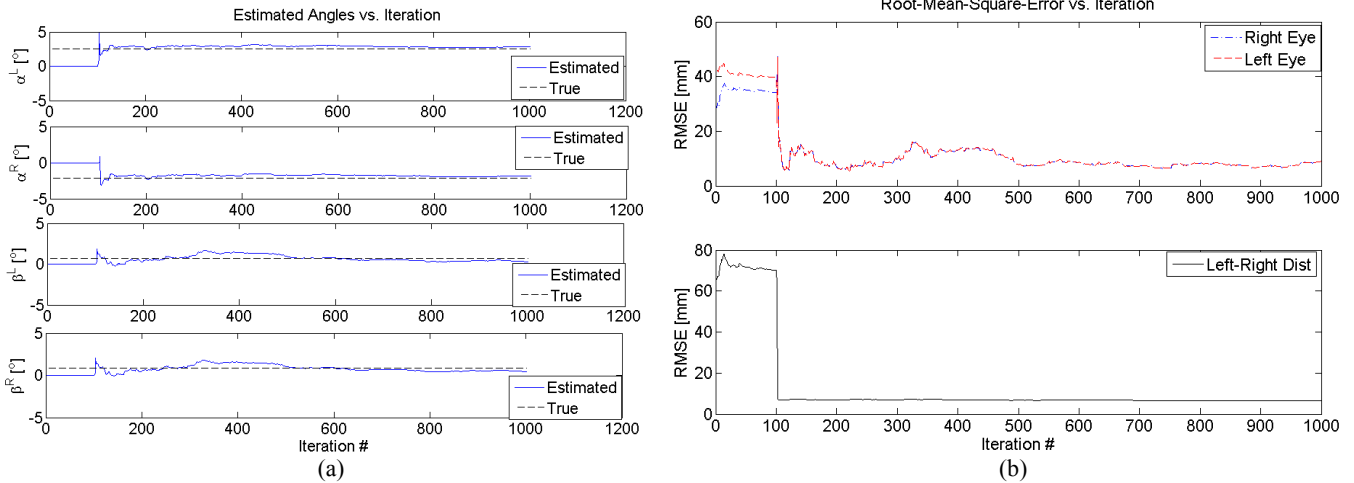 Estimated Angles vs. Iteration
5
0
-5
α^L [°]
Estimated
True
0 200 400 600 800 1000 1200
5
0
-5
α^R [°]
Estimated
True
0 200 400 600 800 1000 1200
5
0
-5
β^L [°]
Estimated
True
0 200 400 600 800 1000 1200
5
0
-5
β^R [°]
Estimated
True
0 200 400 600 800 1000 1200
Iteration #
(a)
Root-Mean-Square-Error vs. Iteration
60
40
20
0
RMSE [mm]
Right Eye
Left Eye
0 100 200 300 400 500 600 700 800 900 1000
80
60
40
20
0
RMSE [mm]
Left-Right Dist
0 100 200 300 400 500 600 700 800 900 1000
Iteration #
(b)